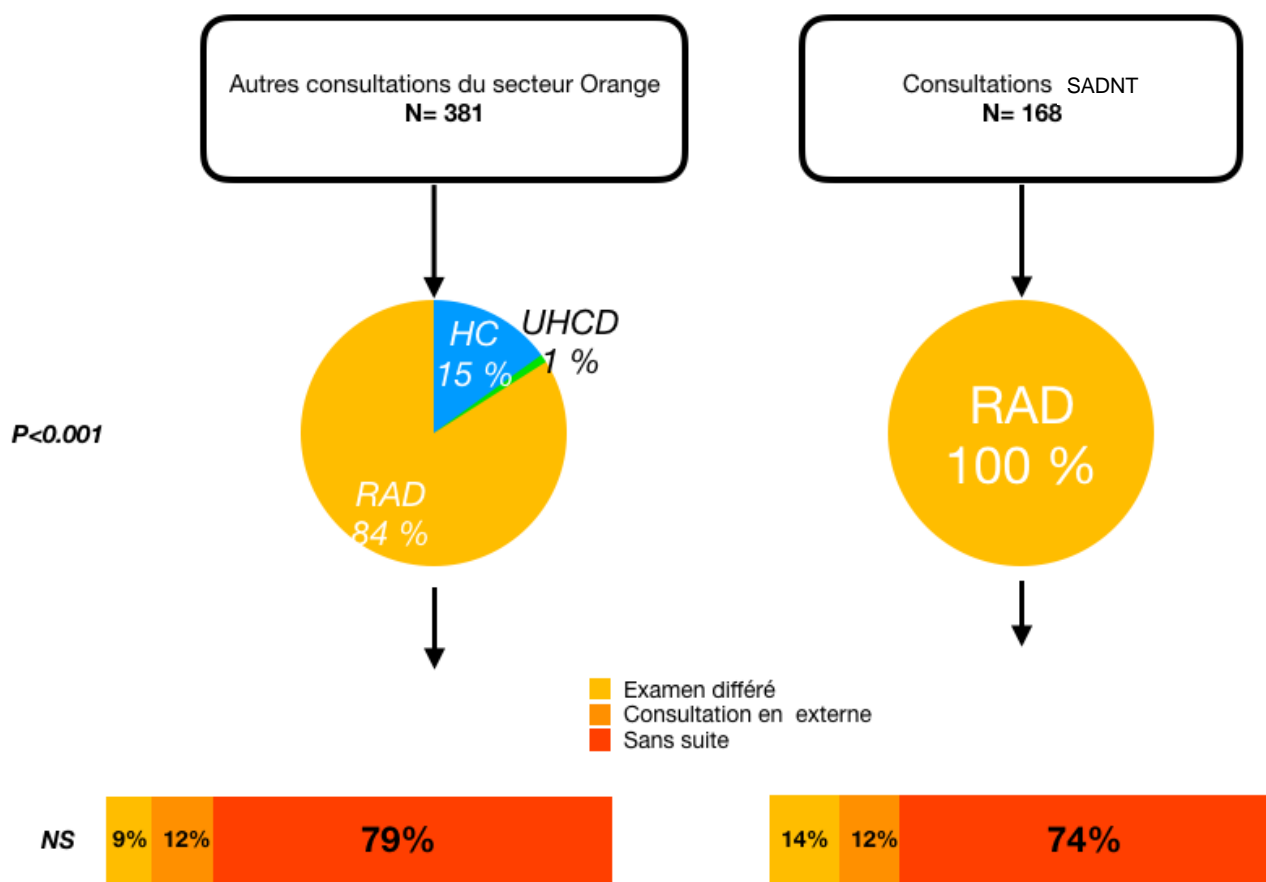 Autres consultations du secteur Orange
N= 381
Consultations SADNT
N= 168
HC
15 %
UHCD
1 %
RAD
84 %
P<0.001
RAD
100 %
Examen différé
Consultation en externe
Sans suite
NS
9% 12% 79%
14% 12% 74%